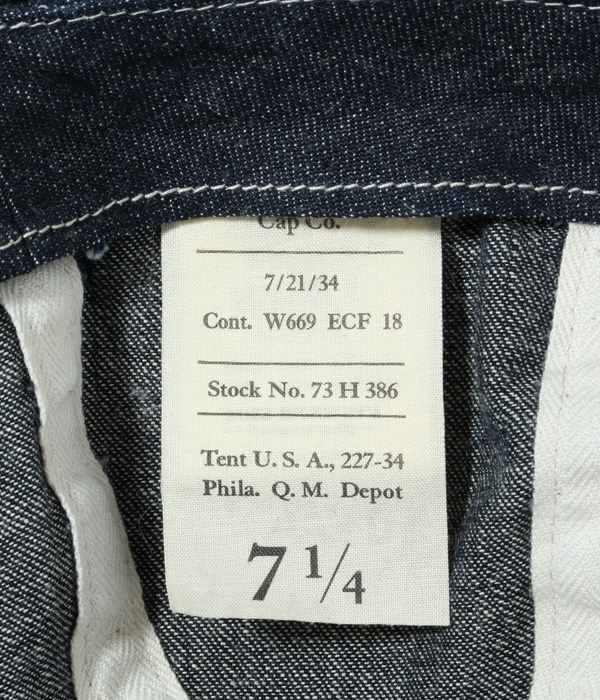 Cap Co.
7/21/34
Cont. W669 ECF 18
Stock No. 73 H 386
Tent U. S. A., 227-34
Phila. Q. M. Depot
7 1/4